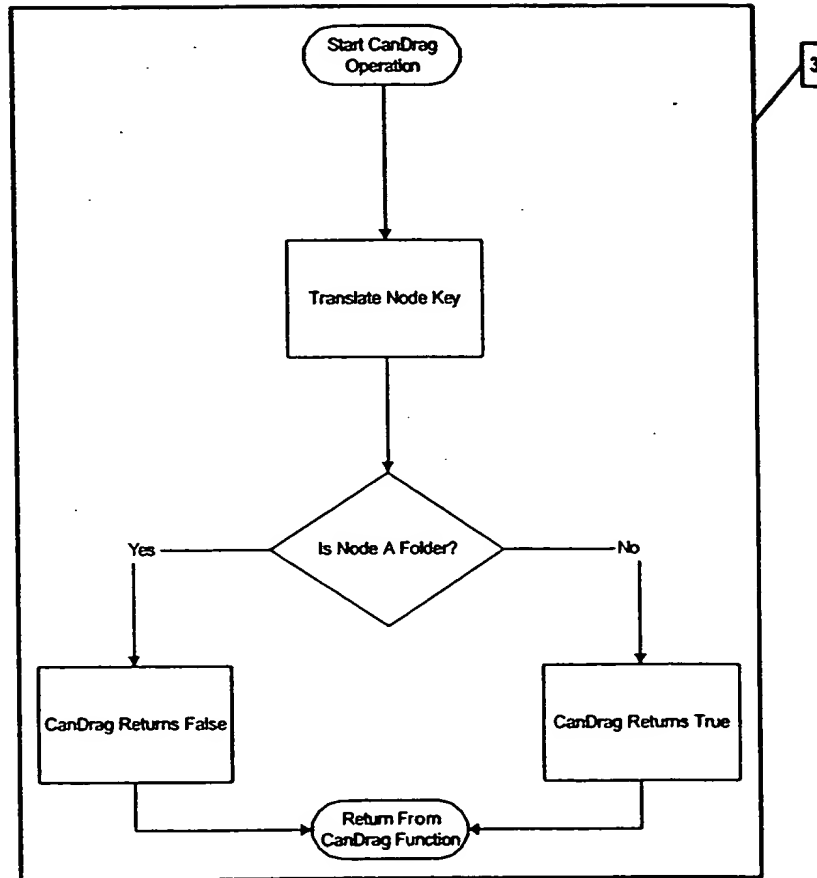 Start CanDrag
Operation
3
Translate Node Key
Is Node A Folder?
Yes
No
CanDrag Returns False
CanDrag Returns True
Return From
CanDrag Function